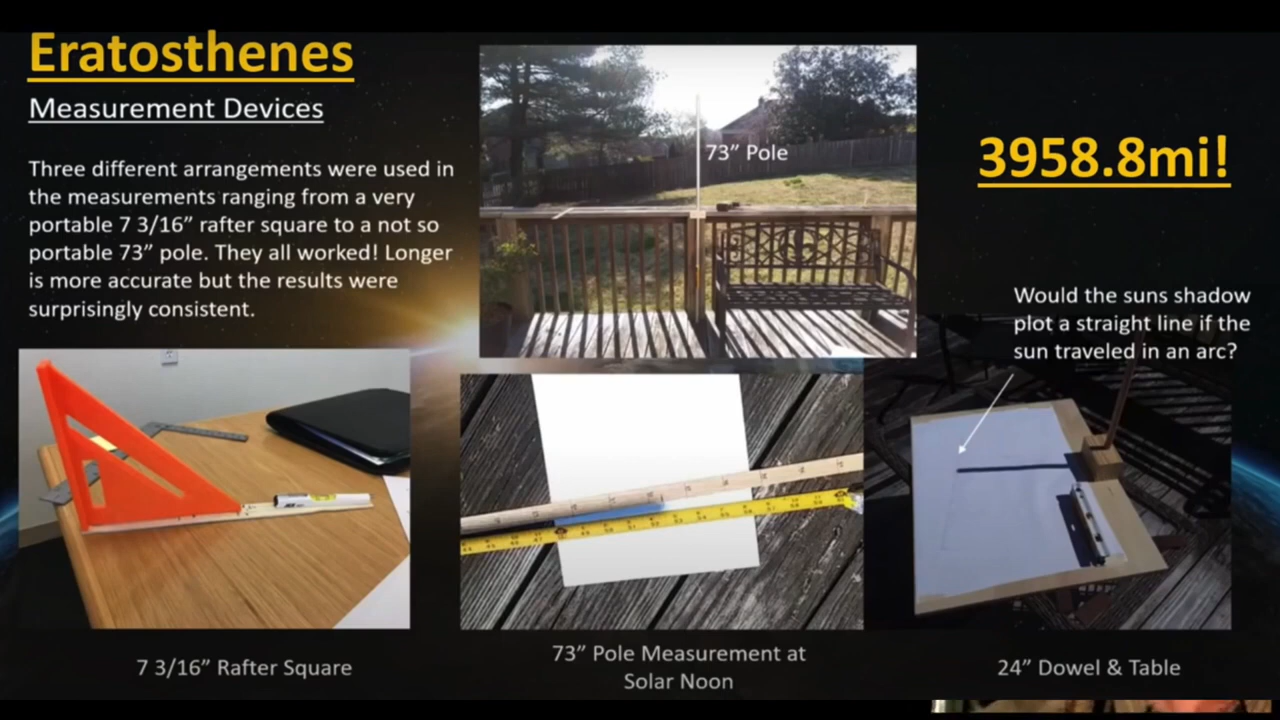 Eratosthenes
Measurement Devices
Three different arrangements were used in
the measurements ranging from a very
portable 7 3/16” rafter square to a not so
portable 73” pole. They all worked! Longer
is more accurate but the results were
surprisingly consistent.
73” Pole
3958.8mi!
Would the suns shadow
plot a straight line if the
sun traveled in an arc?
7 3/16” Rafter Square
73” Pole Measurement at
Solar Noon
24” Dowel & Table